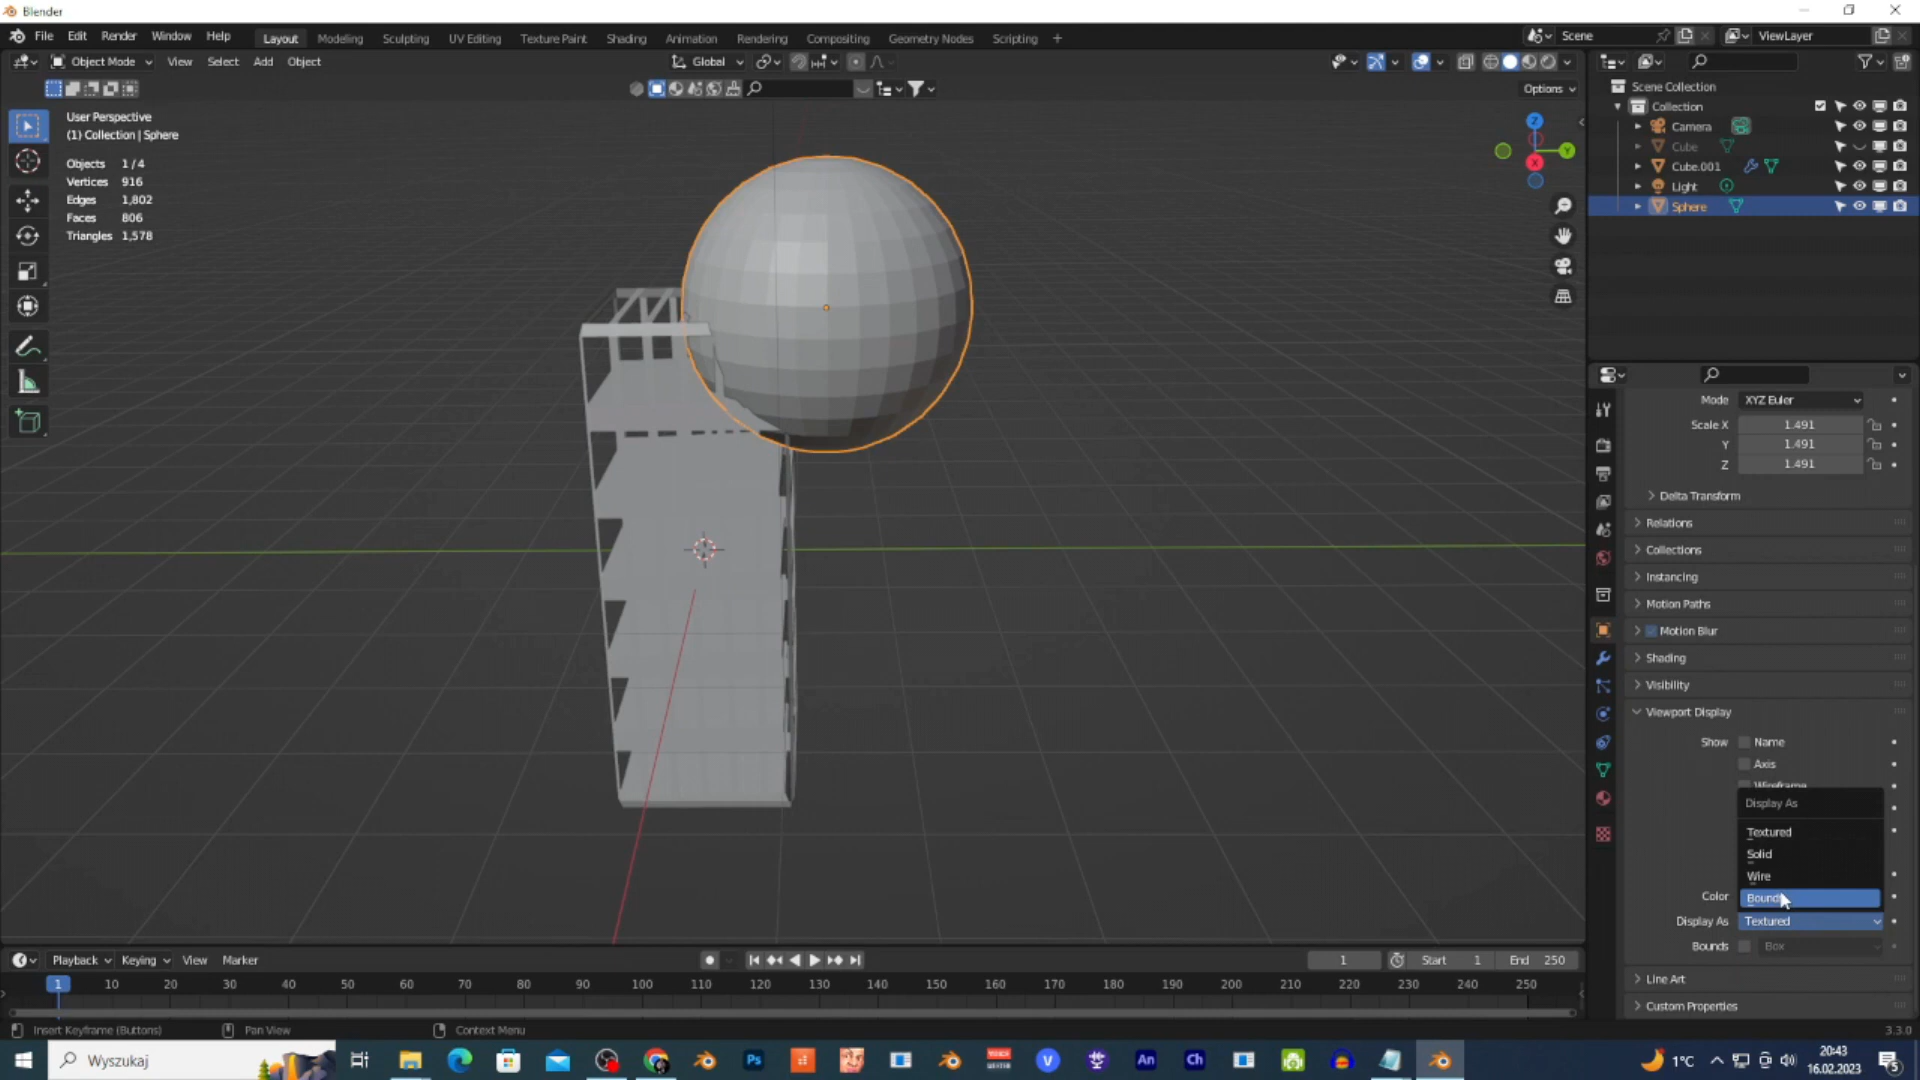 Blender
File Edit Render Window Help
Layout Modeling Sculpting UV Editing Texture Paint Shading Animation Rendering Compositing Geometry Nodes Scripting +
Scene
ViewLayer
Object Mode View Select Add Object
Global
Options
User Perspective
(1) Collection | Sphere
Objects 1/4
Vertices 916
Edges 1,802
Faces 806
Triangles 1,578
Z
Y
X
Scene Collection
Collection
Camera
Cube
Cube.001
Light
Sphere
Mode XYZ Euler
Scale X 1.491
Y 1.491
Z 1.491
Delta Transform
Relations
Collections
Instancing
Motion Paths
Motion Blur
Shading
Visibility
Viewport Display
Show Name
Axis
Wireframe
Display As
Textured
Solid
Wire
Color Bounds
Display As Textured
Bounds Box
Line Art
Custom Properties
Playback Keying View Marker
1 Start 1 End 250
1 10 20 30 40 50 60 70 80 90 100 110 120 130 140 150 160 170 180 190 200 210 220 230 240 250
Insert Keyframe (Buttons) Pan View Context Menu
3.3.0
Wyszukaj
Ps
An
Ch
1°C
20:43
16.02.2023
5